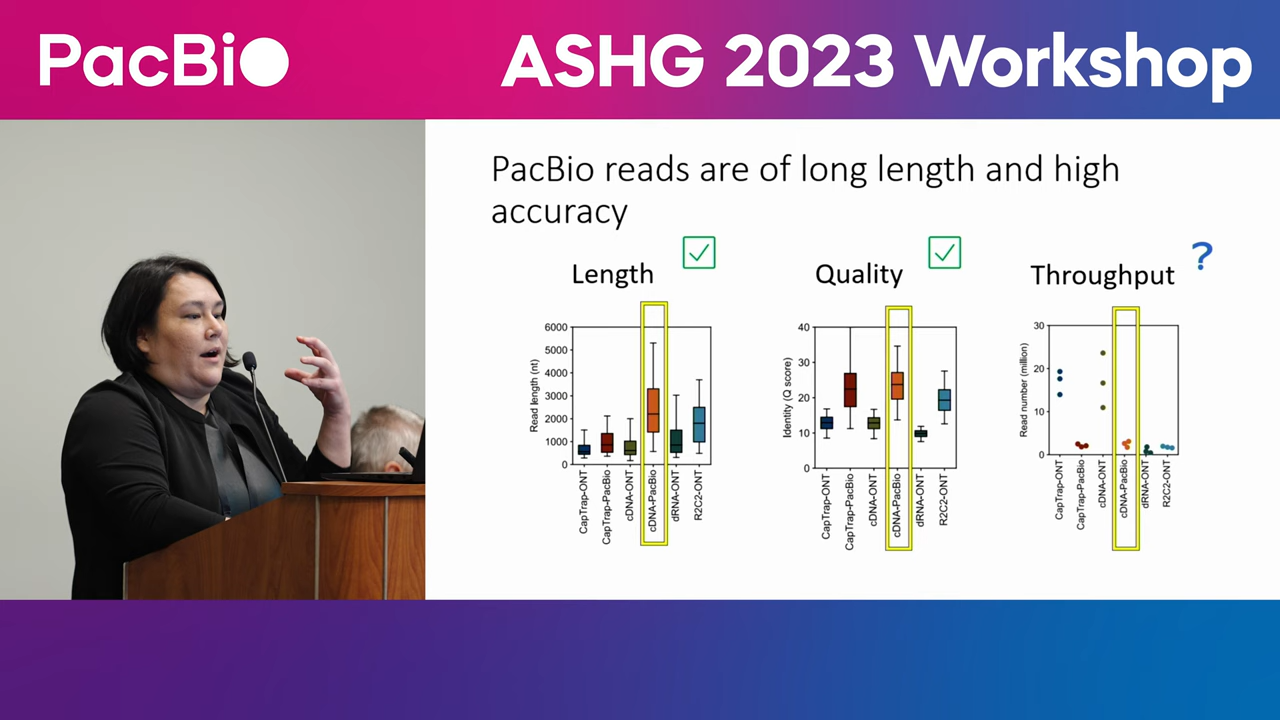 PacBio
ASHG 2023 Workshop
PacBio reads are of long length and high
accuracy
Length
Quality
Throughput
?
Read length (nt)
6000
5000
4000
3000
2000
1000
0
CapTrap-ONT
CapTrap-PacBio
cDNA-ONT
cDNA-PacBio
dRNA-ONT
R2C2-ONT
Identity (Q score)
40
30
20
10
0
CapTrap-ONT
CapTrap-PacBio
cDNA-ONT
cDNA-PacBio
dRNA-ONT
R2C2-ONT
Read number (million)
30
20
10
0
CapTrap-ONT
CapTrap-PacBio
cDNA-ONT
cDNA-PacBio
dRNA-ONT
R2C2-ONT